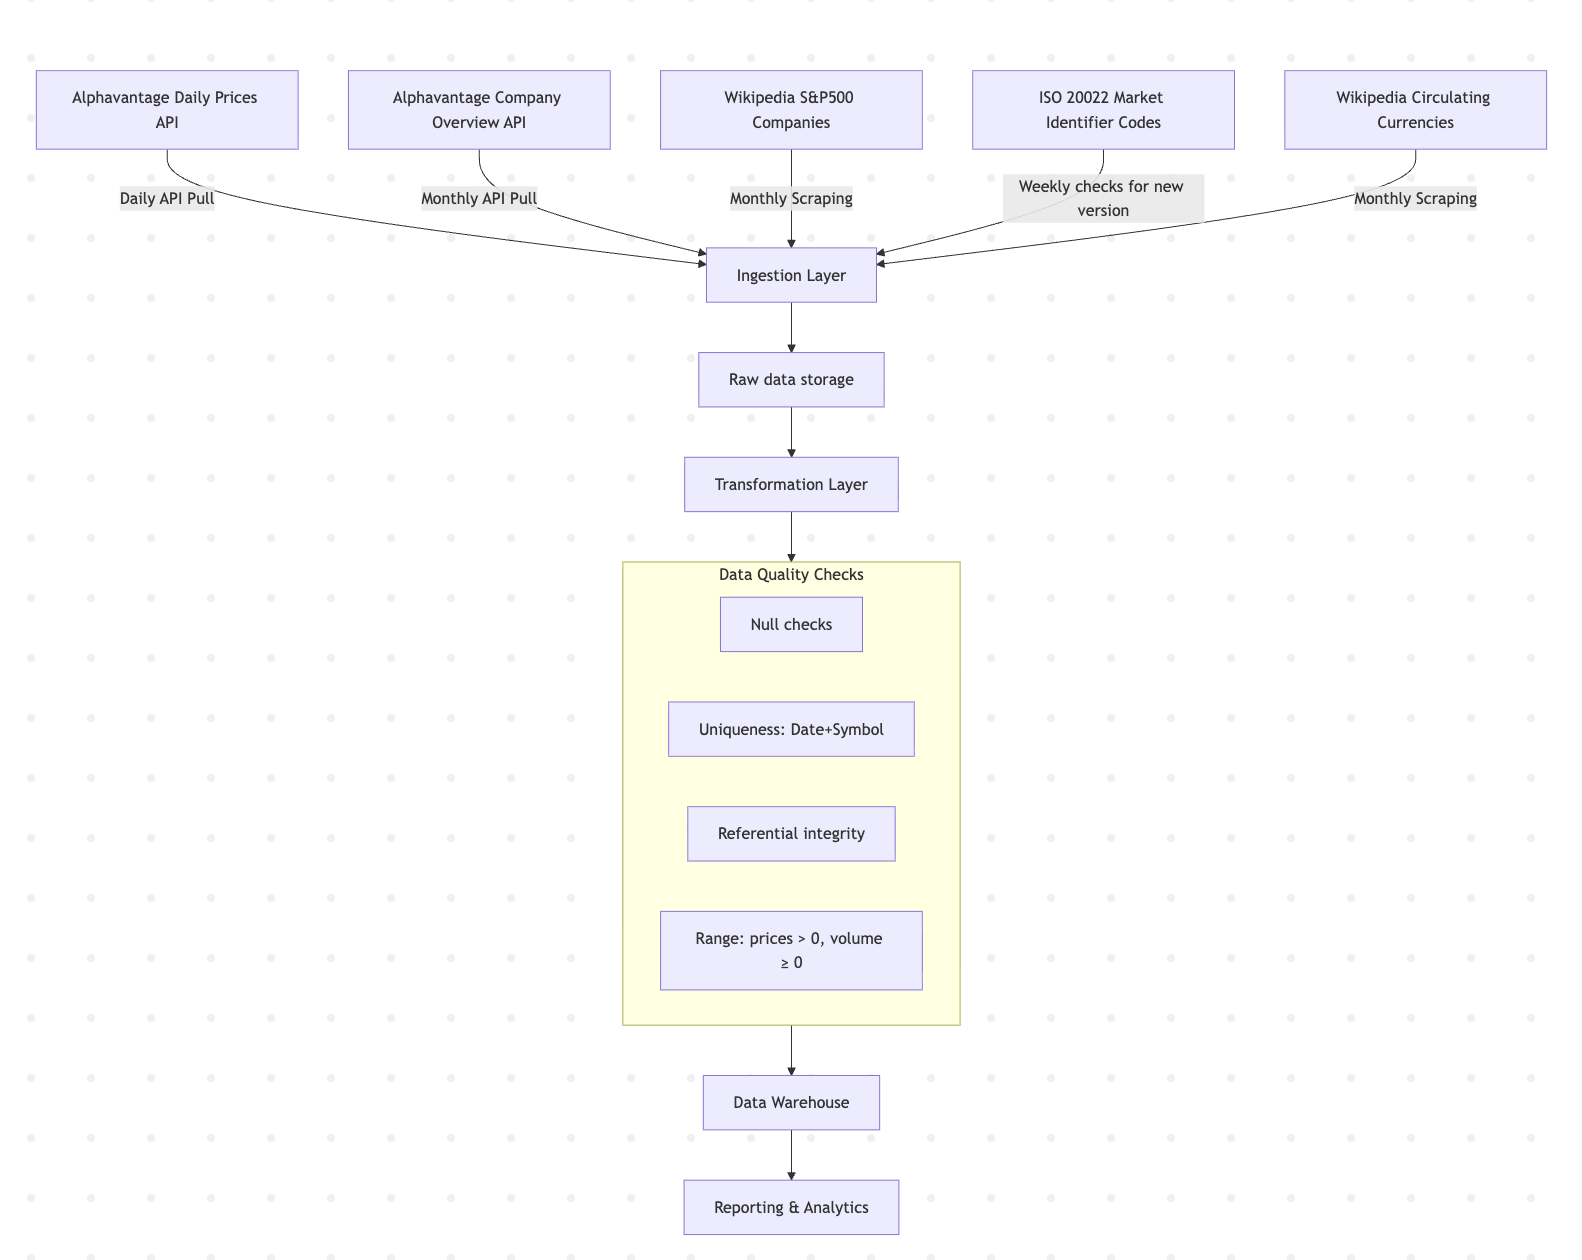 Alphavantage Daily Prices
API
Alphavantage Company
Overview API
Wikipedia S&P500
Companies
ISO 20022 Market
Identifier Codes
Wikipedia Circulating
Currencies
Daily API Pull
Monthly API Pull
Monthly Scraping
Weekly checks for new
version
Monthly Scraping
Ingestion Layer
Raw data storage
Transformation Layer
Data Quality Checks
Null checks
Uniqueness: Date+Symbol
Referential integrity
Range: prices > 0, volume
≥ 0
Data Warehouse
Reporting & Analytics